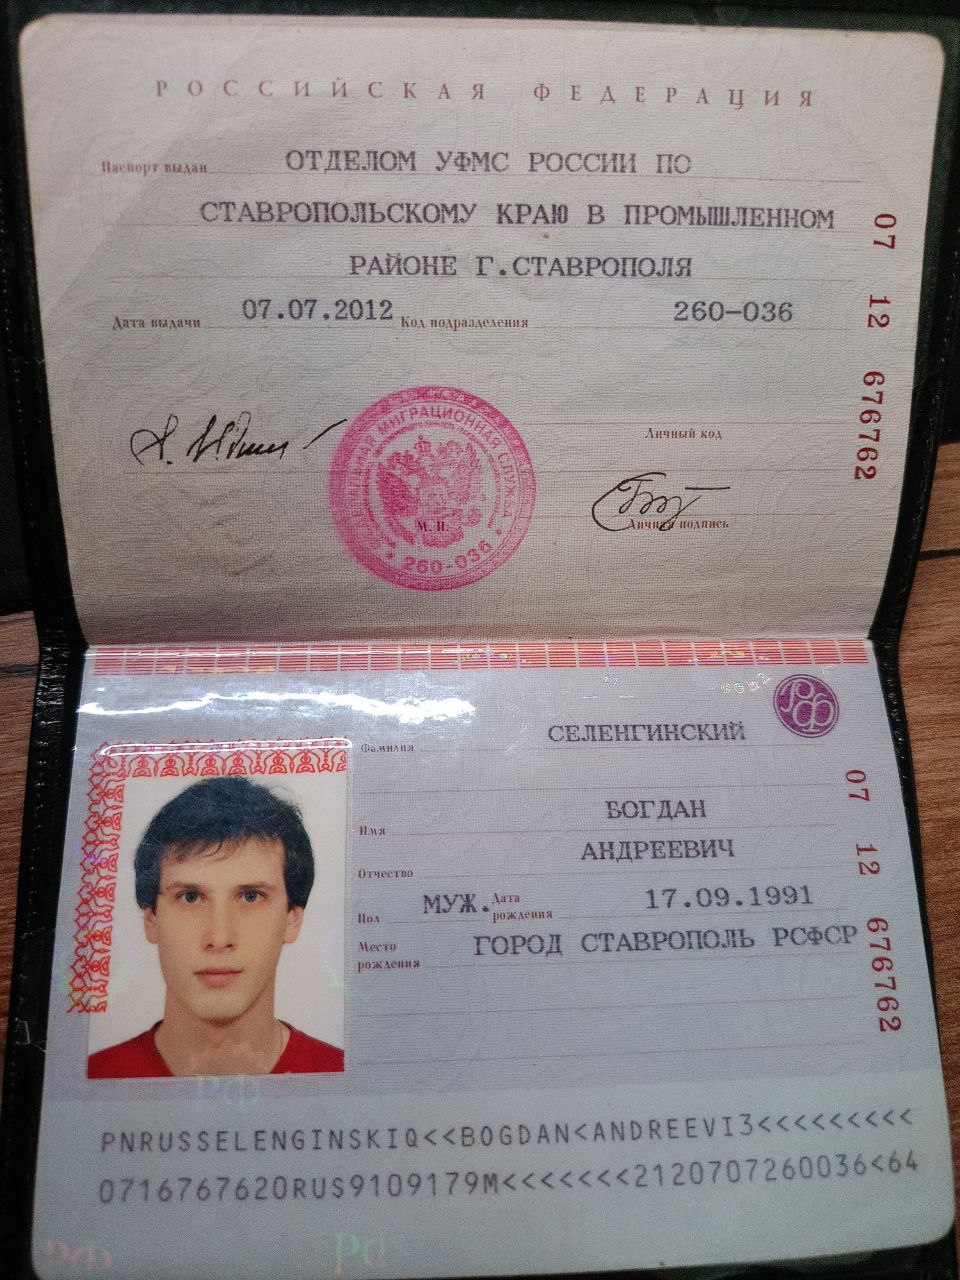 РОССИЙСКАЯ ФЕДЕРАЦИЯ
Паспорт выдан ОТДЕЛОМ УФМС РОССИИ ПО
СТАВРОПОЛЬСКОМУ КРАЮ В ПРОМЫШЛЕННОМ
РАЙОНЕ Г.СТАВРОПОЛЯ
Дата выдачи 07.07.2012 Код подразделения 260-036
07 12 676762
МИГРАЦИОННАЯ СЛУЖБА
260-036
М. П.
Личный код
Личная подпись
РФ
Фамилия СЕЛЕНГИНСКИЙ
Имя БОГДАН
Отчество АНДРЕЕВИЧ
Пол МУЖ. Дата рождения 17.09.1991
Место рождения ГОРОД СТАВРОПОЛЬ РСФСР
07 12 676762
РФ
PNRUSSELENGINSKIQ<<BOGDAN<ANDREEVI3<<<<<<<<<
0716767620RUS9109179M<<<<<<<2120707260036<64
РФ